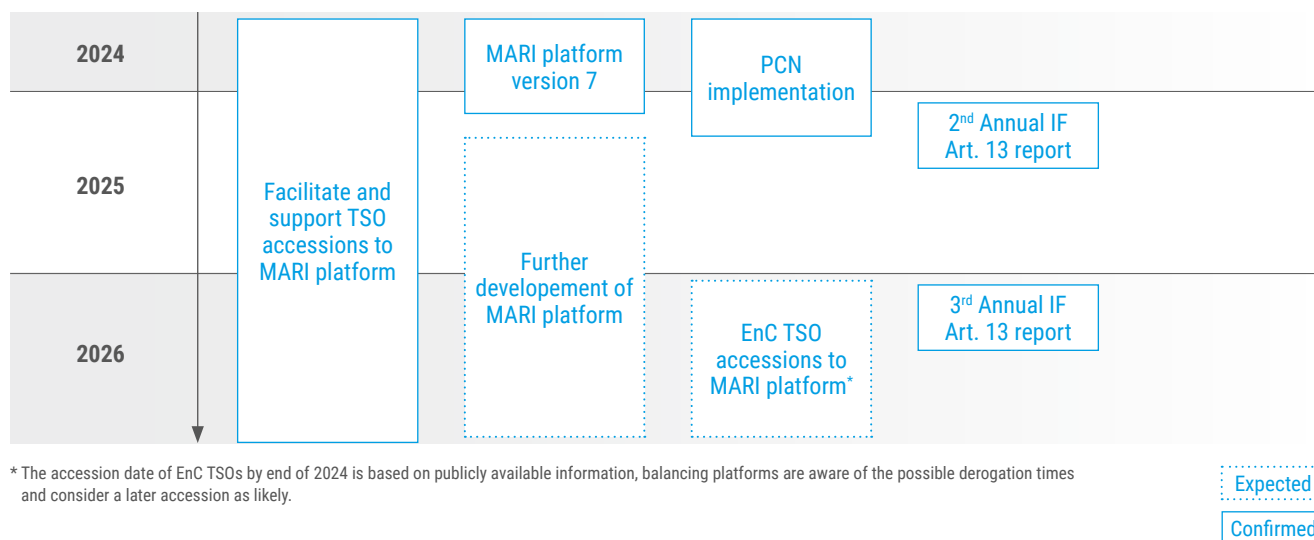 2024
MARI platform
version 7
PCN
implementation
2nd Annual IF
Art. 13 report
2025
Facilitate and
support TSO
accessions to
MARI platform
Further
developement of
MARI platform
2026
EnC TSO
accessions to
MARI platform*
3rd Annual IF
Art. 13 report
* The accession date of EnC TSOs by end of 2024 is based on publicly available information, balancing platforms are aware of the possible derogation times
and consider a later accession as likely.
Expected
Confirmed